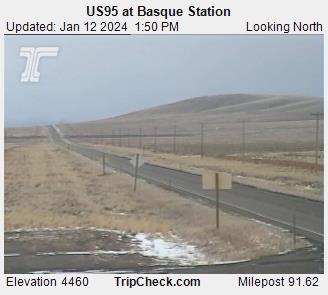 US95 at Basque Station
Updated: Jan 12 2024 1:50 PM Looking North
Elevation 4460 TripCheck.com Milepost 91.62